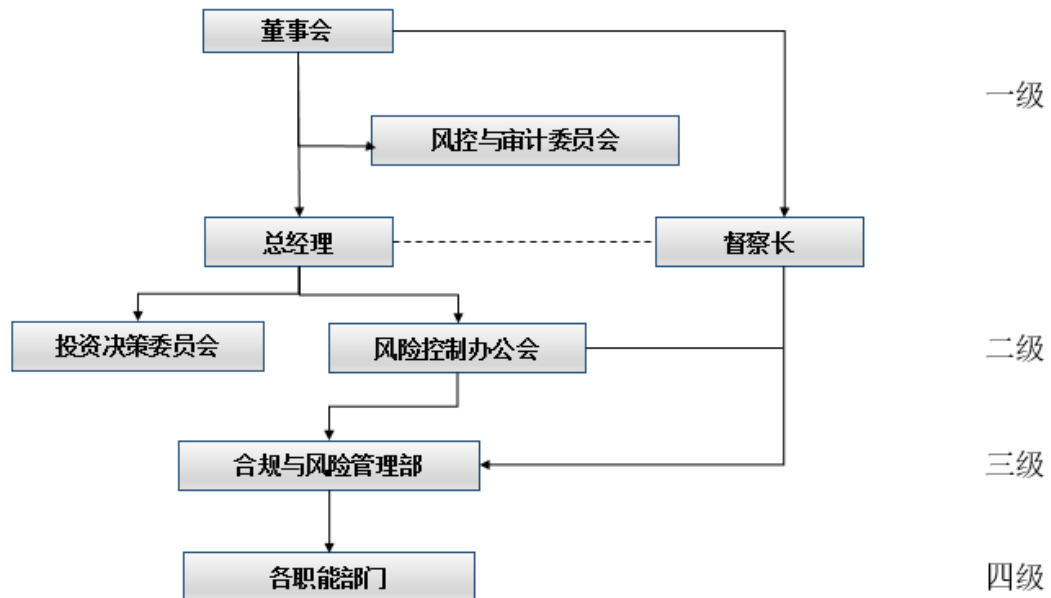 董事会
一级
风控与审计委员会
总经理
督察长
投资决策委员会
风险控制办公会
二级
合规与风险管理部
三级
各职能部门
四级